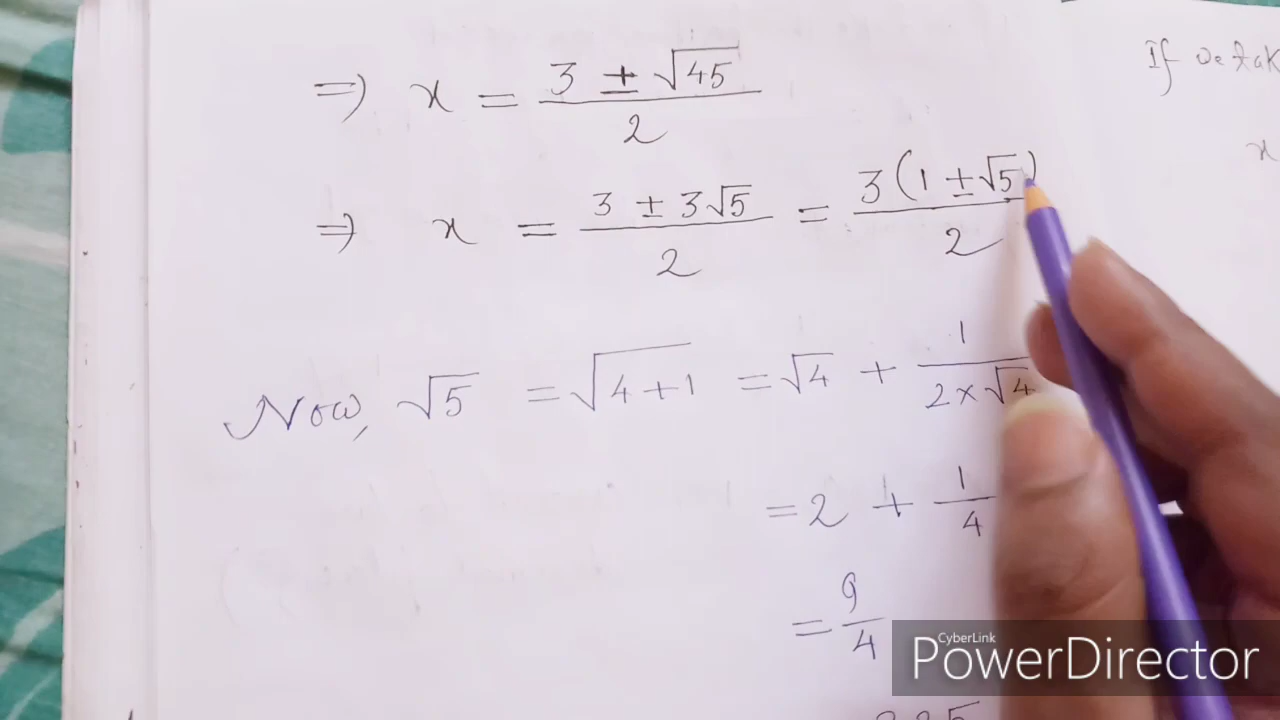 ⇒ x = (3 ± √45)/2
If we tak
x
⇒ x = (3 ± 3√5)/2 = 3(1 ± √5)/2
Now, √5 = √(4+1) = √4 + 1/(2×√4)
= 2 + 1/4
= 9/4
CyberLink
PowerDirector